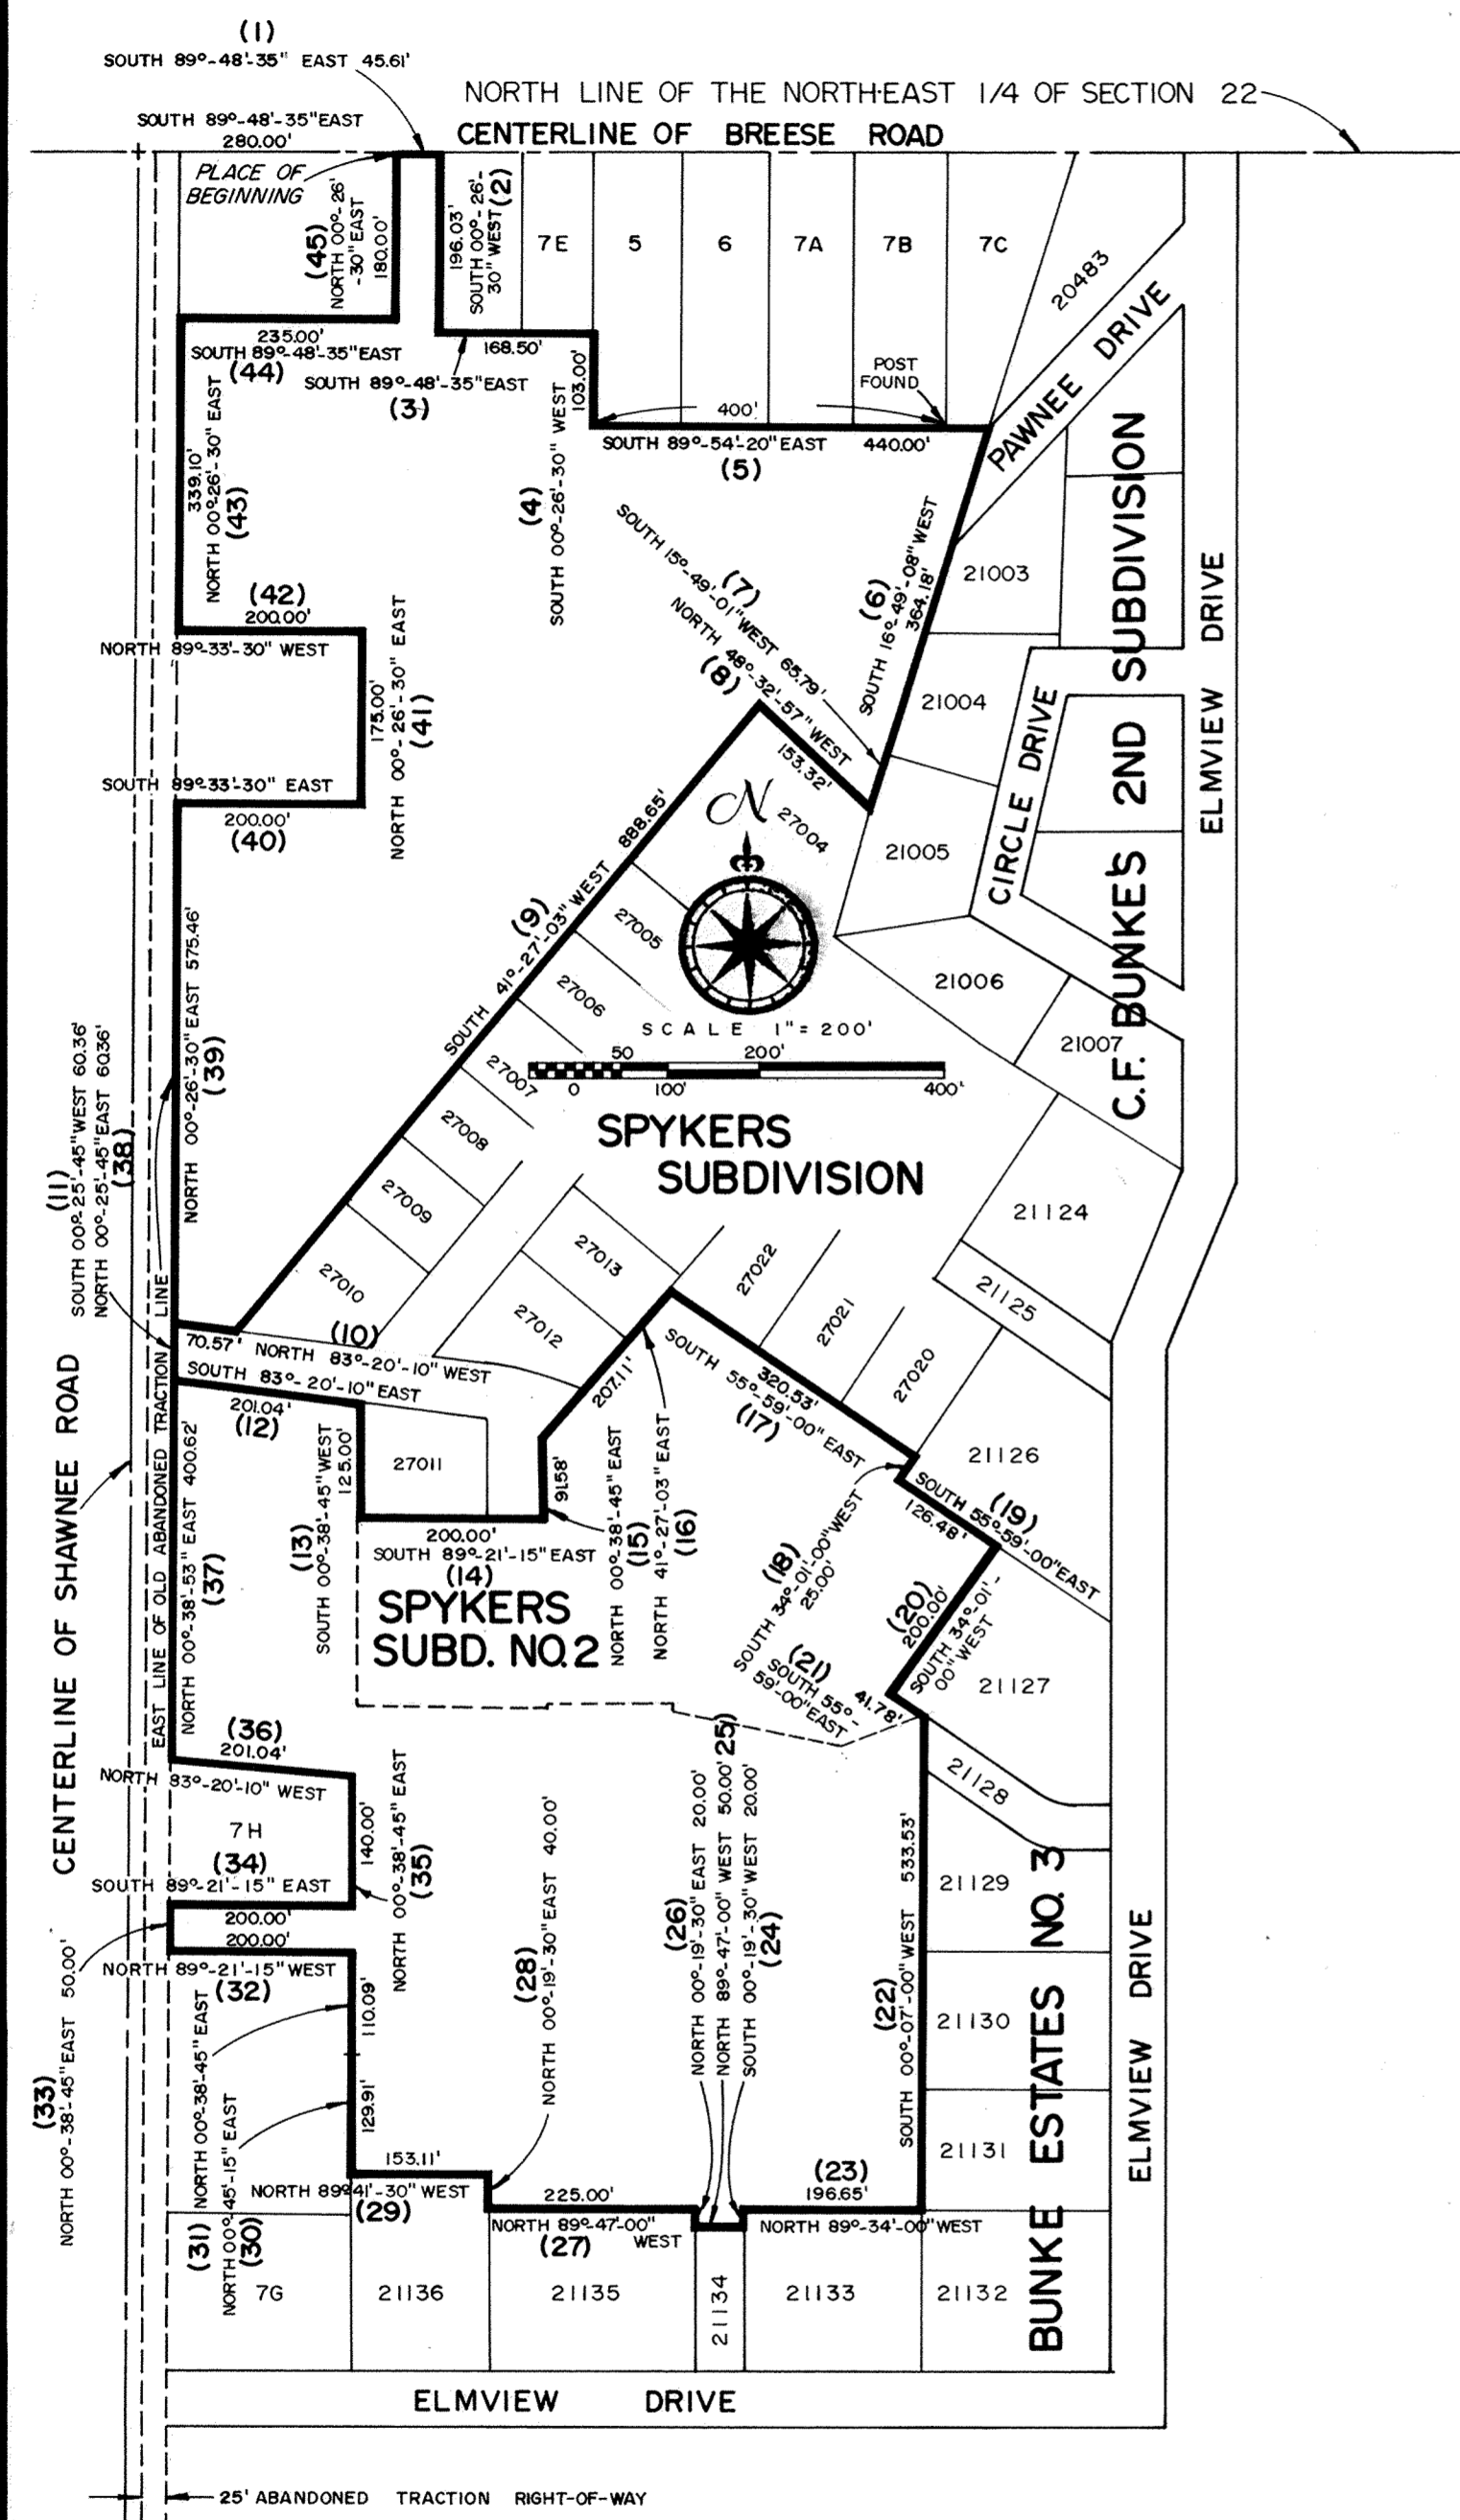 (1)
SOUTH 89°-48'-35" EAST 45.61'
NORTH LINE OF THE NORTH-EAST 1/4 OF SECTION 22
SOUTH 89°-48'-35" EAST
280.00'
CENTERLINE OF BREESE ROAD
PLACE OF
BEGINNING
(45)
NORTH 00°-26'
-30" EAST
180.00'
196.03'
SOUTH 00°-26'-
30" WEST
(2)
7E
5
6
7A
7B
7C
20483
PAWNEE DRIVE
235.00'
SOUTH 89°-48'-35" EAST
(44)
168.50'
SOUTH 89°-48'-35" EAST
(3)
103.00'
SOUTH 00°-26'-30" WEST
(4)
POST
FOUND
400'
SOUTH 89°-54'-20" EAST 440.00'
(5)
339.10'
NORTH 00°-26'-30" EAST
(43)
(6)
SOUTH 16°-49'-08" WEST
364.18'
(7)
SOUTH 15°-49'-01" WEST 65.79'
NORTH 48°-32'-57" WEST
(8)
153.32'
21003
21004
21005
21006
21007
CIRCLE DRIVE
C.F. BUNKE'S 2ND SUBDIVISION
ELMVIEW DRIVE
(42)
200.00'
NORTH 89°-33'-30" WEST
175.00'
NORTH 00°-26'-30" EAST
(41)
SOUTH 89°-33'-30" EAST
200.00'
(40)
888.65'
(9)
SOUTH 41°-27'-03" WEST
N
27004
27005
27006
27007
27008
27009
27010
SCALE 1"= 200'
50 200'
0 100' 400'
SPYKERS
SUBDIVISION
NORTH 00°-26'-30" EAST 575.46'
(39)
(11)
SOUTH 00°-25'-45" WEST 60.36'
NORTH 00°-25'-45" EAST 60.36'
(38)
EAST LINE OF OLD ABANDONED TRACTION LINE
CENTERLINE OF SHAWNEE ROAD
27013
27012
27022
27021
27020
21124
21125
21126
21127
21128
70.57' NORTH 83°-20'-10" WEST
(10)
SOUTH 83°-20'-10" EAST
201.04'
(12)
(13)
SOUTH 00°-38'-45" WEST
125.00'
27011
207.11'
91.58'
200.00'
SOUTH 89°-21'-15" EAST
(14)
NORTH 00°-38'-45" EAST
(15)
NORTH 41°-27'-03" EAST
(16)
320.53'
SOUTH 55°-59'-00" EAST
(17)
(18)
SOUTH 34°-01'-00" WEST
25.00'
(19)
SOUTH 55°-59'-00" EAST
126.48'
(20)
200.00'
SOUTH 34°-01'-
00" WEST
(21)
SOUTH 55°-
59'-00" EAST
41.78'
SPYKERS
SUBD. NO. 2
NORTH 00°-38'-53" EAST 400.62'
(37)
(36)
201.04'
NORTH 83°-20'-10" WEST
7H
(34)
SOUTH 89°-21'-15" EAST
200.00'
140.00'
NORTH 00°-38'-45" EAST
(35)
200.00'
NORTH 89°-21'-15" WEST
(32)
(33)
NORTH 00°-38'-45" EAST 50.00'
110.09'
129.91'
(31)
NORTH 00°-38'-45" EAST
NORTH 00°-45'-15" EAST
(30)
(28)
NORTH 00°-19'-30" EAST 40.00'
153.11'
NORTH 89°-41'-30" WEST
(29)
225.00'
NORTH 89°-47'-00"
WEST
(27)
(26)
NORTH 00°-19'-30" EAST 20.00'
NORTH 89°-47'-00" WEST 50.00'
25)
SOUTH 00°-19'-30" WEST 20.00'
(24)
(22)
SOUTH 00°-07'-00" WEST 533.53'
(23)
196.65'
NORTH 89°-34'-00" WEST
21129
21130
21131
BUNKE ESTATES NO. 3
ELMVIEW DRIVE
7G
21136
21135
21134
21133
21132
ELMVIEW DRIVE
25' ABANDONED TRACTION RIGHT-OF-WAY